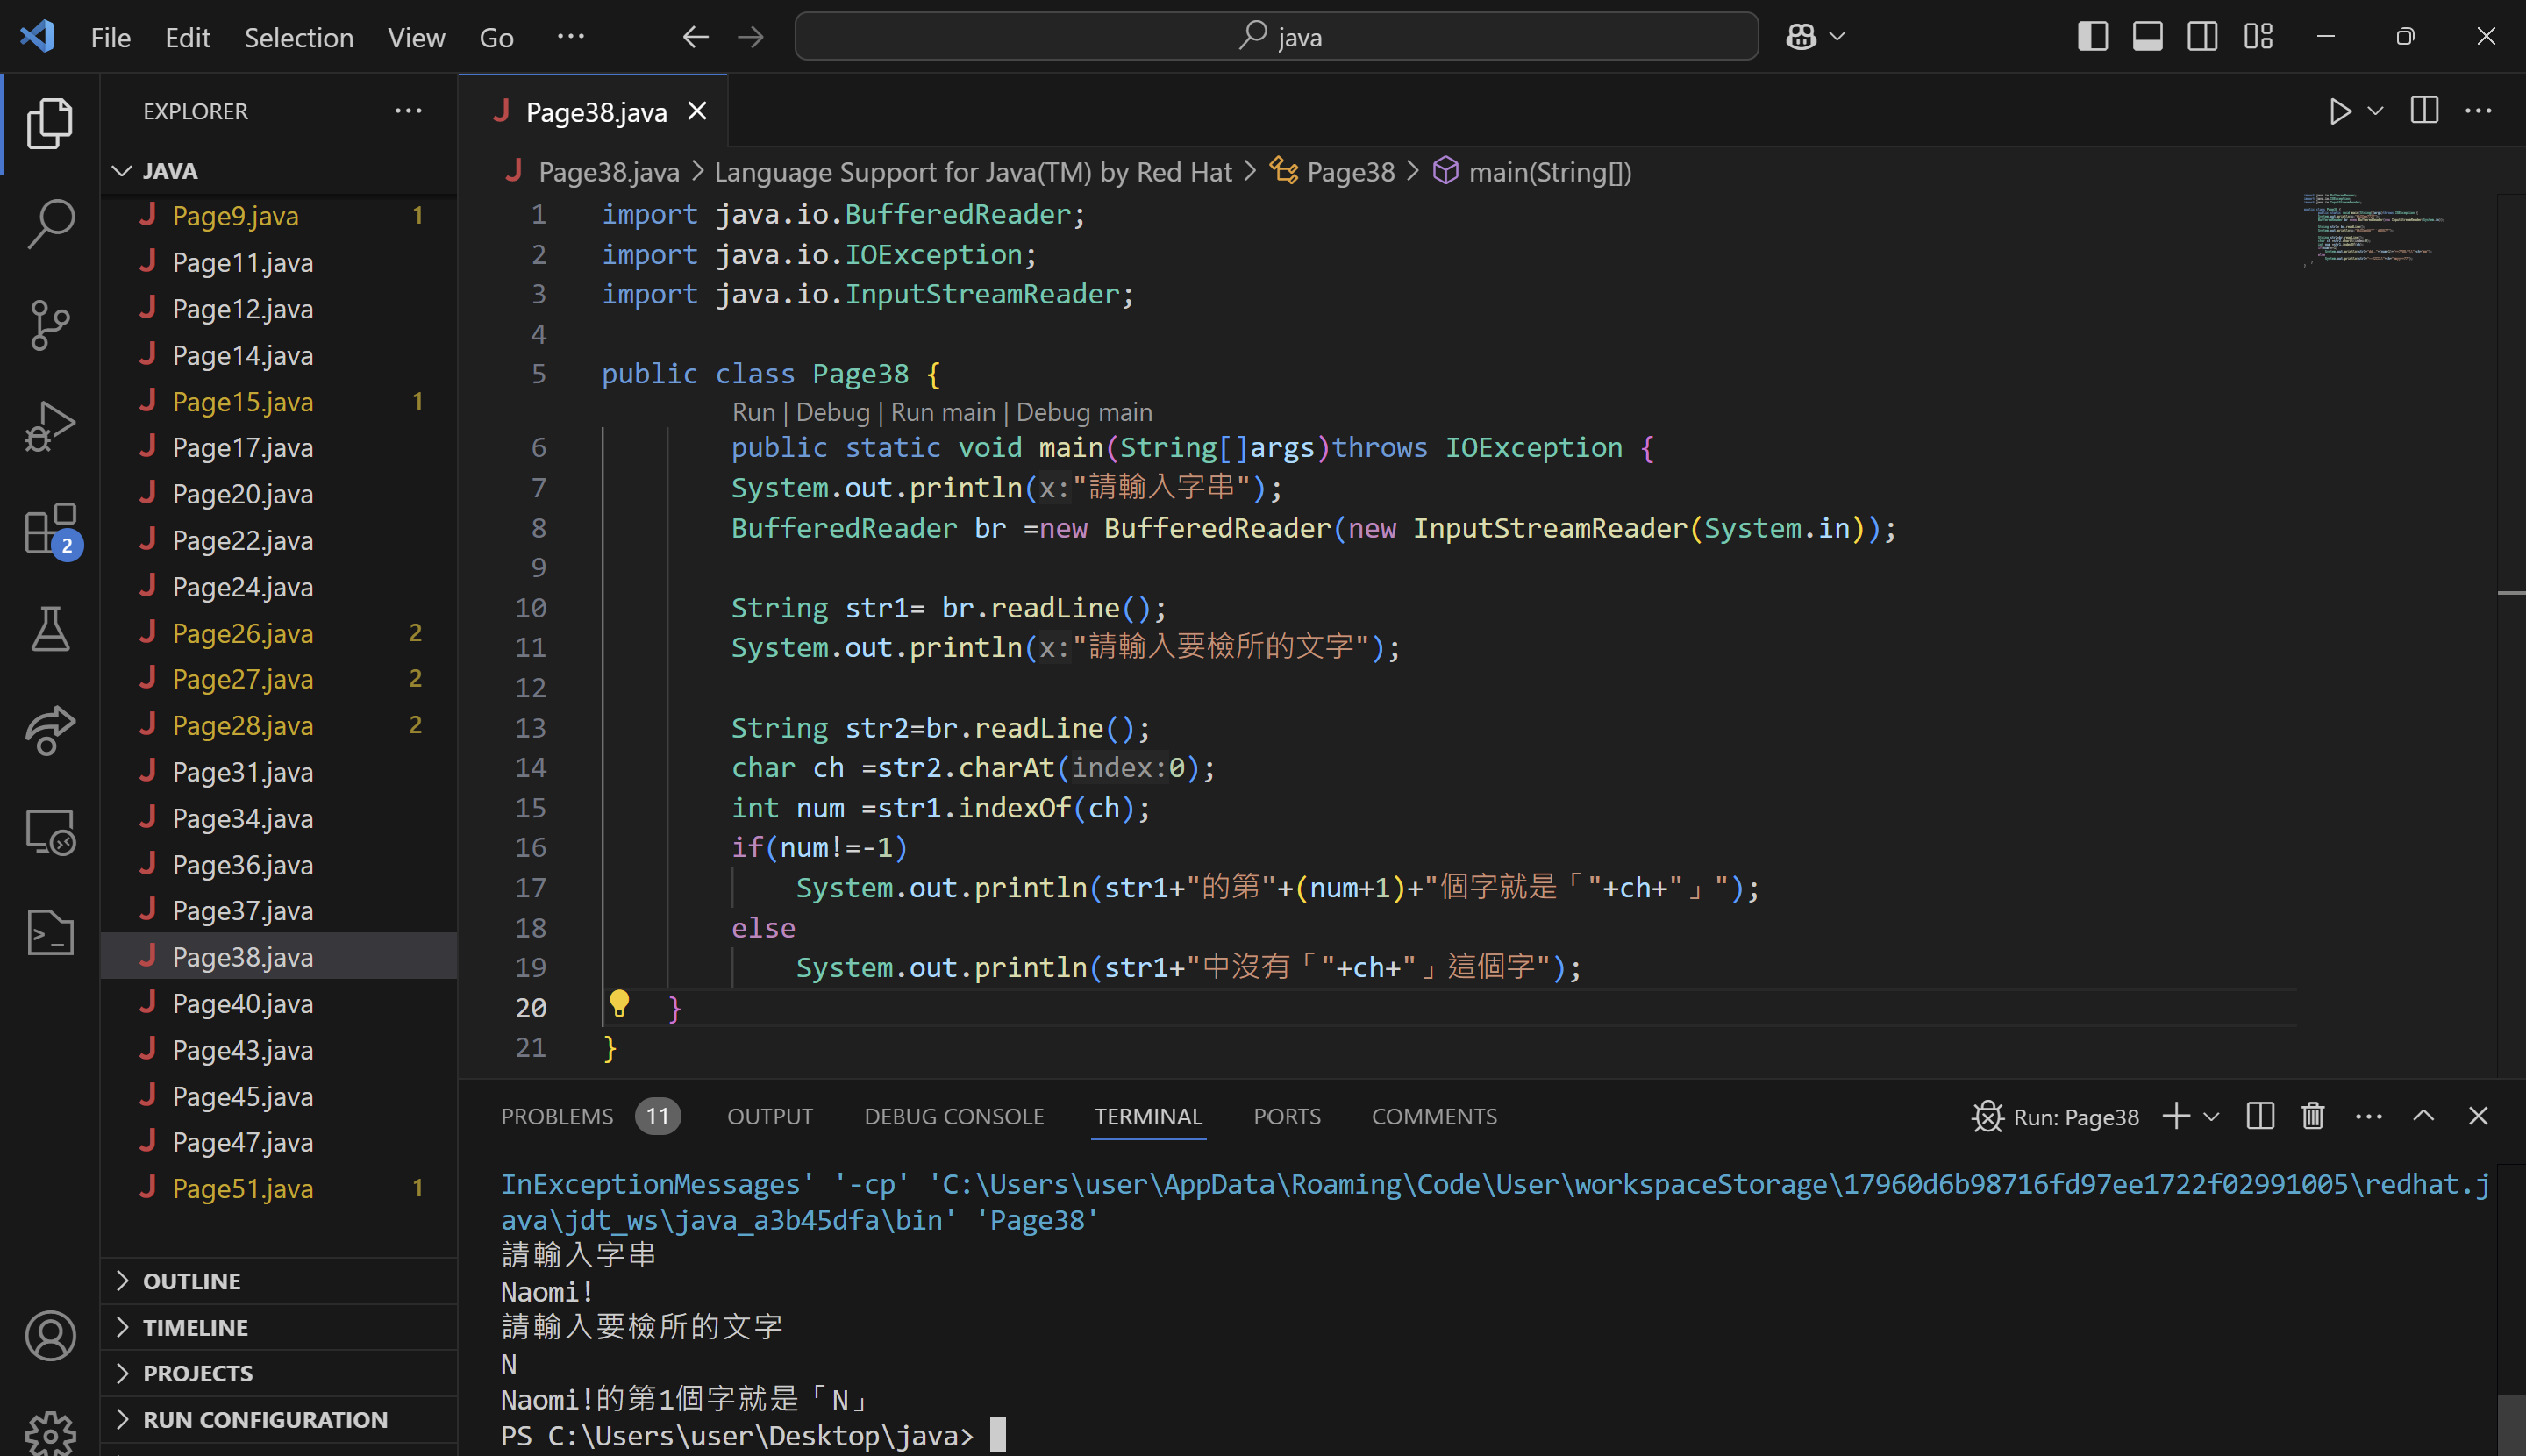 File Edit Selection View Go ···
java
EXPLORER
JAVA
Page9.java 1
Page11.java
Page12.java
Page14.java
Page15.java 1
Page17.java
Page20.java
Page22.java
Page24.java
Page26.java 2
Page27.java 2
Page28.java 2
Page31.java
Page34.java
Page36.java
Page37.java
Page38.java
Page40.java
Page43.java
Page45.java
Page47.java
Page51.java 1
OUTLINE
TIMELINE
PROJECTS
RUN CONFIGURATION
2
Page38.java
Page38.java > Language Support for Java(TM) by Red Hat > Page38 > main(String[])
1 import java.io.BufferedReader;
2 import java.io.IOException;
3 import java.io.InputStreamReader;
4
5 public class Page38 {
Run | Debug | Run main | Debug main
6 public static void main(String[]args)throws IOException {
7 System.out.println(x:"請輸入字串");
8 BufferedReader br =new BufferedReader(new InputStreamReader(System.in));
9
10 String str1= br.readLine();
11 System.out.println(x:"請輸入要檢所的文字");
12
13 String str2=br.readLine();
14 char ch =str2.charAt(index:0);
15 int num =str1.indexOf(ch);
16 if(num!=-1)
17 System.out.println(str1+"的第"+(num+1)+"個字就是「"+ch+"」");
18 else
19 System.out.println(str1+"中沒有「"+ch+"」這個字");
20 }
21 }
PROBLEMS 11 OUTPUT DEBUG CONSOLE TERMINAL PORTS COMMENTS
Run: Page38
InExceptionMessages' '-cp' 'C:\Users\user\AppData\Roaming\Code\User\workspaceStorage\17960d6b98716fd97ee1722f02991005\redhat.j
ava\jdt_ws\java_a3b45dfa\bin' 'Page38'
請輸入字串
Naomi!
請輸入要檢所的文字
N
Naomi!的第1個字就是「N」
PS C:\Users\user\Desktop\java>